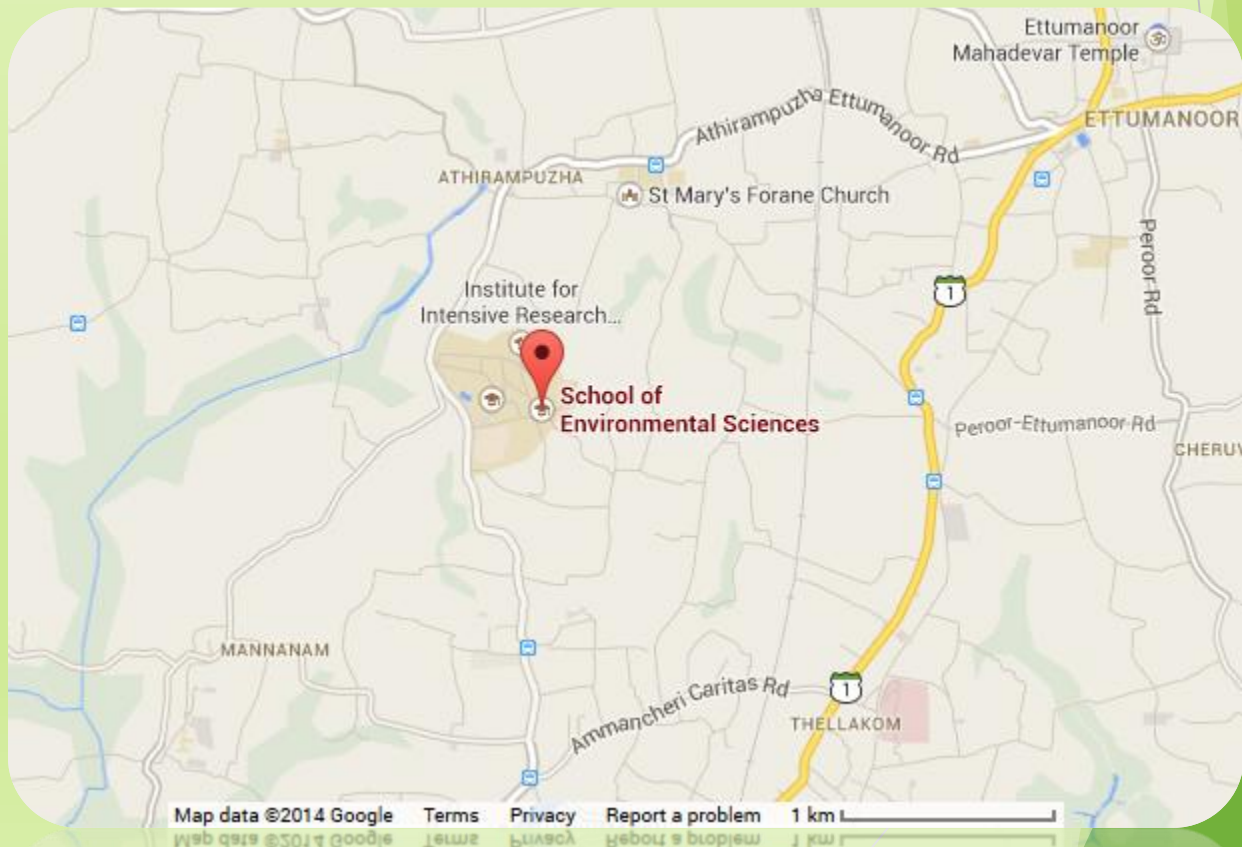 Ettumanoor
Mahadevar Temple
Athirampuzha Ettumanoor Rd
ETTUMANOOR
ATHIRAMPUZHA
St Mary's Forane Church
Peroor Rd
Institute for
Intensive Research...
1
School of
Environmental Sciences
Peroor-Ettumanoor Rd
CHERUV
MANNANAM
Ammancheri Caritas Rd
1
THELLAKOM
Map data ©2014 Google Terms Privacy Report a problem 1 km